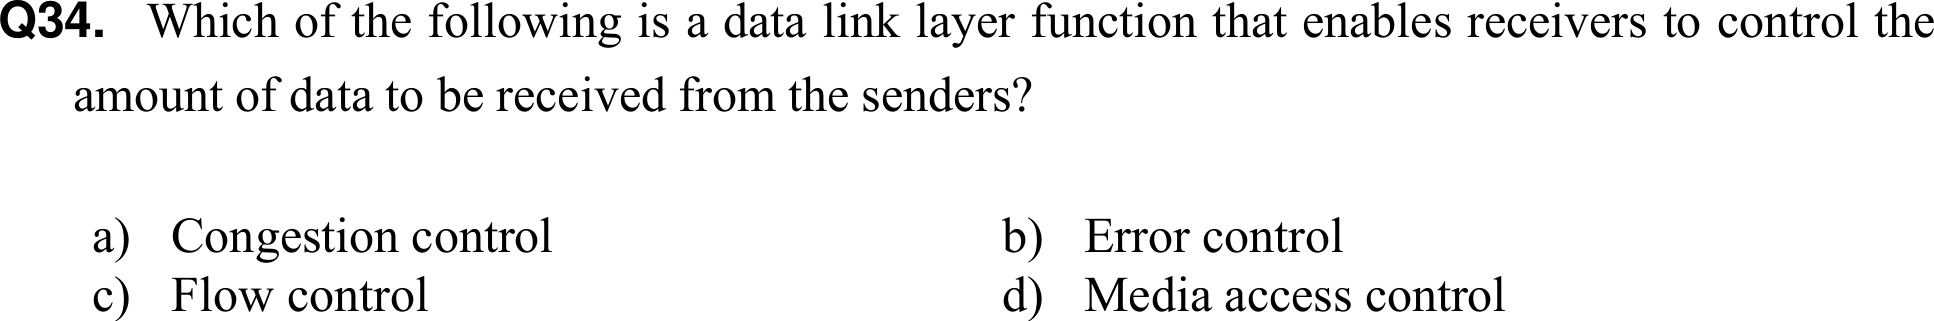 Q34. Which of the following is a data link layer function that enables receivers to control the
amount of data to be received from the senders?
a) Congestion control b) Error control
c) Flow control d) Media access control